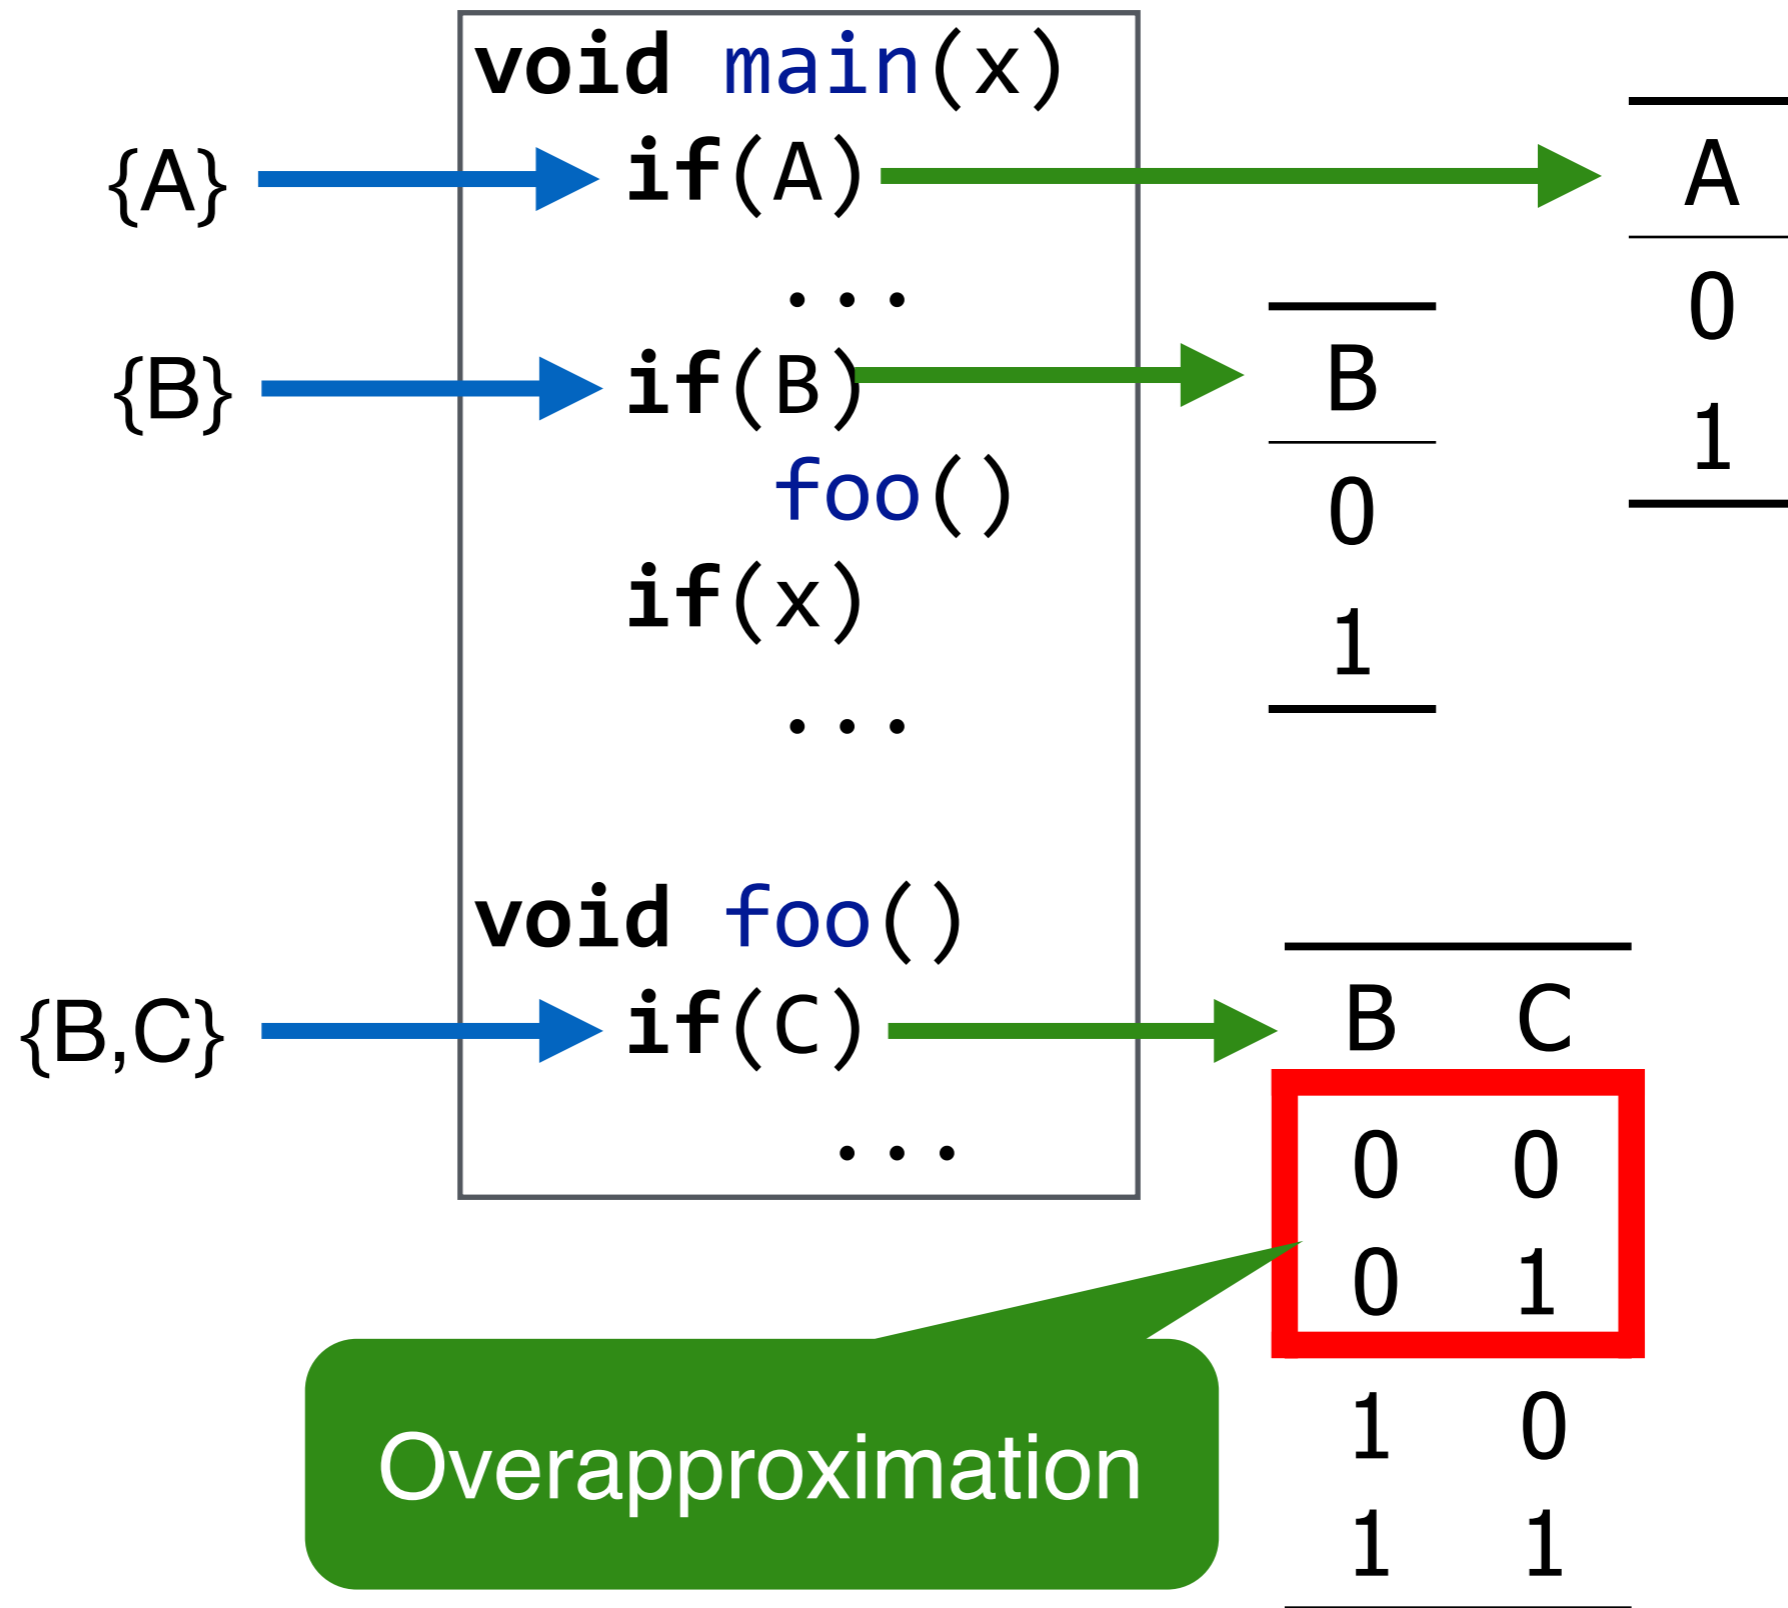 void main(x)
{A} if(A)
...
{B} if(B)
foo()
if(x)
...
void foo()
{B,C} if(C)
...
A
0
1
B
0
1
B C
0 0
0 1
1 0
1 1
Overapproximation